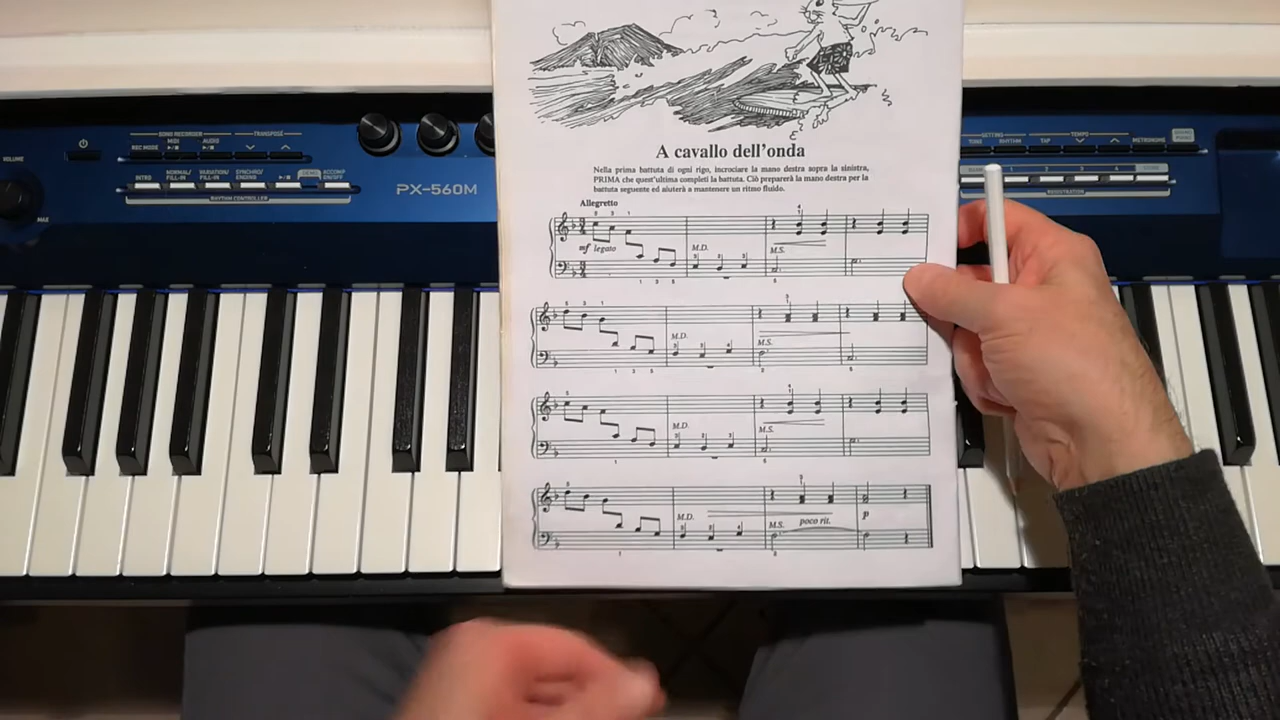 VOLUME
MAX
SONG RECORDER
TRANSPOSE
REC MODE
MIDI
AUDIO
INTRO
NORMAL/
FILL-IN
VARIATION/
FILL-IN
SYNCHRO/
ENDING
DEMO
ACCOMP
ON/OFF
RHYTHM CONTROLLER
PX-560M
A cavallo dell'onda
Nella prima battuta di ogni rigo, incrociare la mano destra sopra la sinistra,
PRIMA che quest'ultima completi la battuta. Ciò preparerà la mano destra per la
battuta seguente ed aiuterà a mantenere un ritmo fluido.
Allegretto
mf legato
M.D.
M.S.
M.D.
M.S.
M.D.
M.S.
M.D.
M.S.
poco rit.
p
SETTING
TEMPO
TONE
RHYTHM
TAP
METRONOME
REGISTRATION